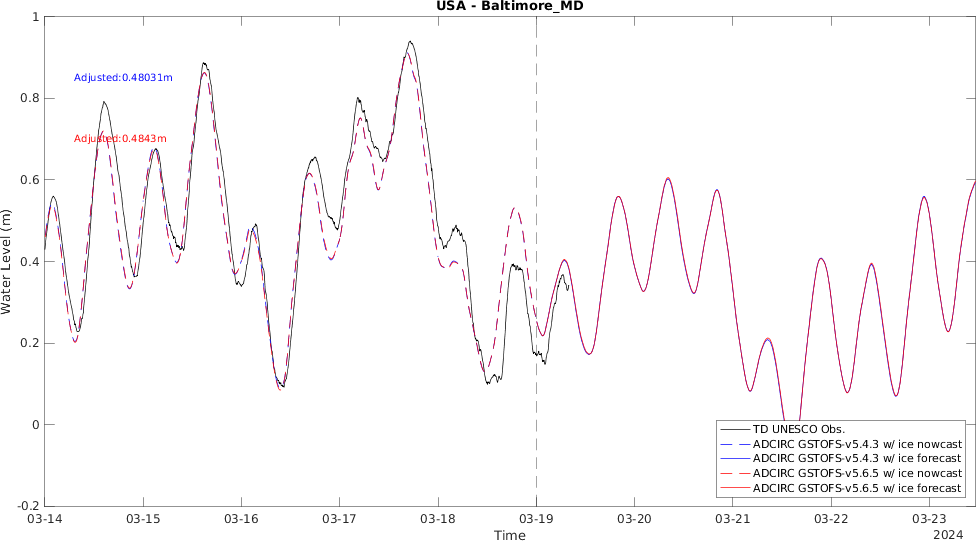 USA - Baltimore_MD
1
Adjusted:0.48031m
0.8
Adjusted:0.4843m
0.6
Water Level (m)
0.4
0.2
0
-0.2
TD UNESCO Obs.
ADCIRC GSTOFS-v5.4.3 w/ ice nowcast
ADCIRC GSTOFS-v5.4.3 w/ ice forecast
ADCIRC GSTOFS-v5.6.5 w/ ice nowcast
ADCIRC GSTOFS-v5.6.5 w/ ice forecast
03-14 03-15 03-16 03-17 03-18 03-19 03-20 03-21 03-22 03-23
Time
2024